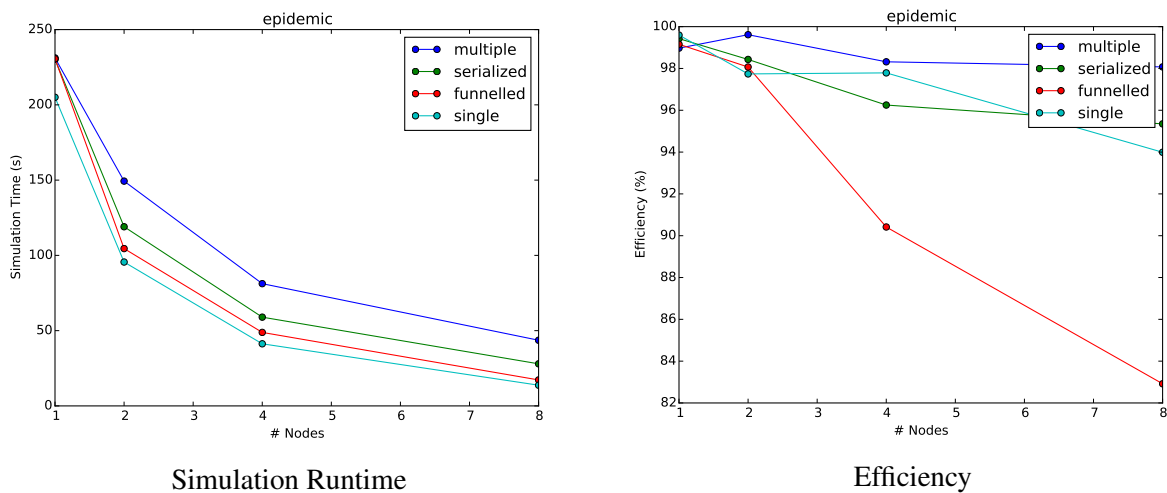 epidemic
250
200
150
100
50
0
Simulation Time (s)
1 2 3 4 5 6 7 8
# Nodes
multiple
serialized
funnelled
single
Simulation Runtime
epidemic
100
98
96
94
92
90
88
86
84
82
Efficiency (%)
1 2 3 4 5 6 7 8
# Nodes
multiple
serialized
funnelled
single
Efficiency